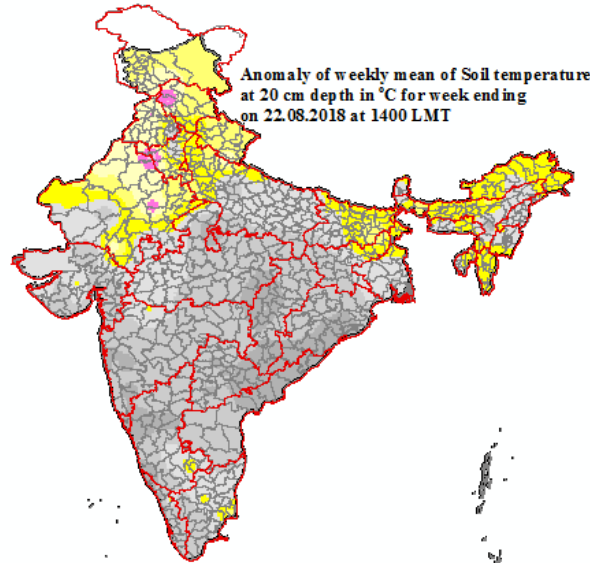 Anomaly of weekly mean of Soil temperature
at 20 cm depth in °C for week ending
on 22.08.2018 at 1400 LMT